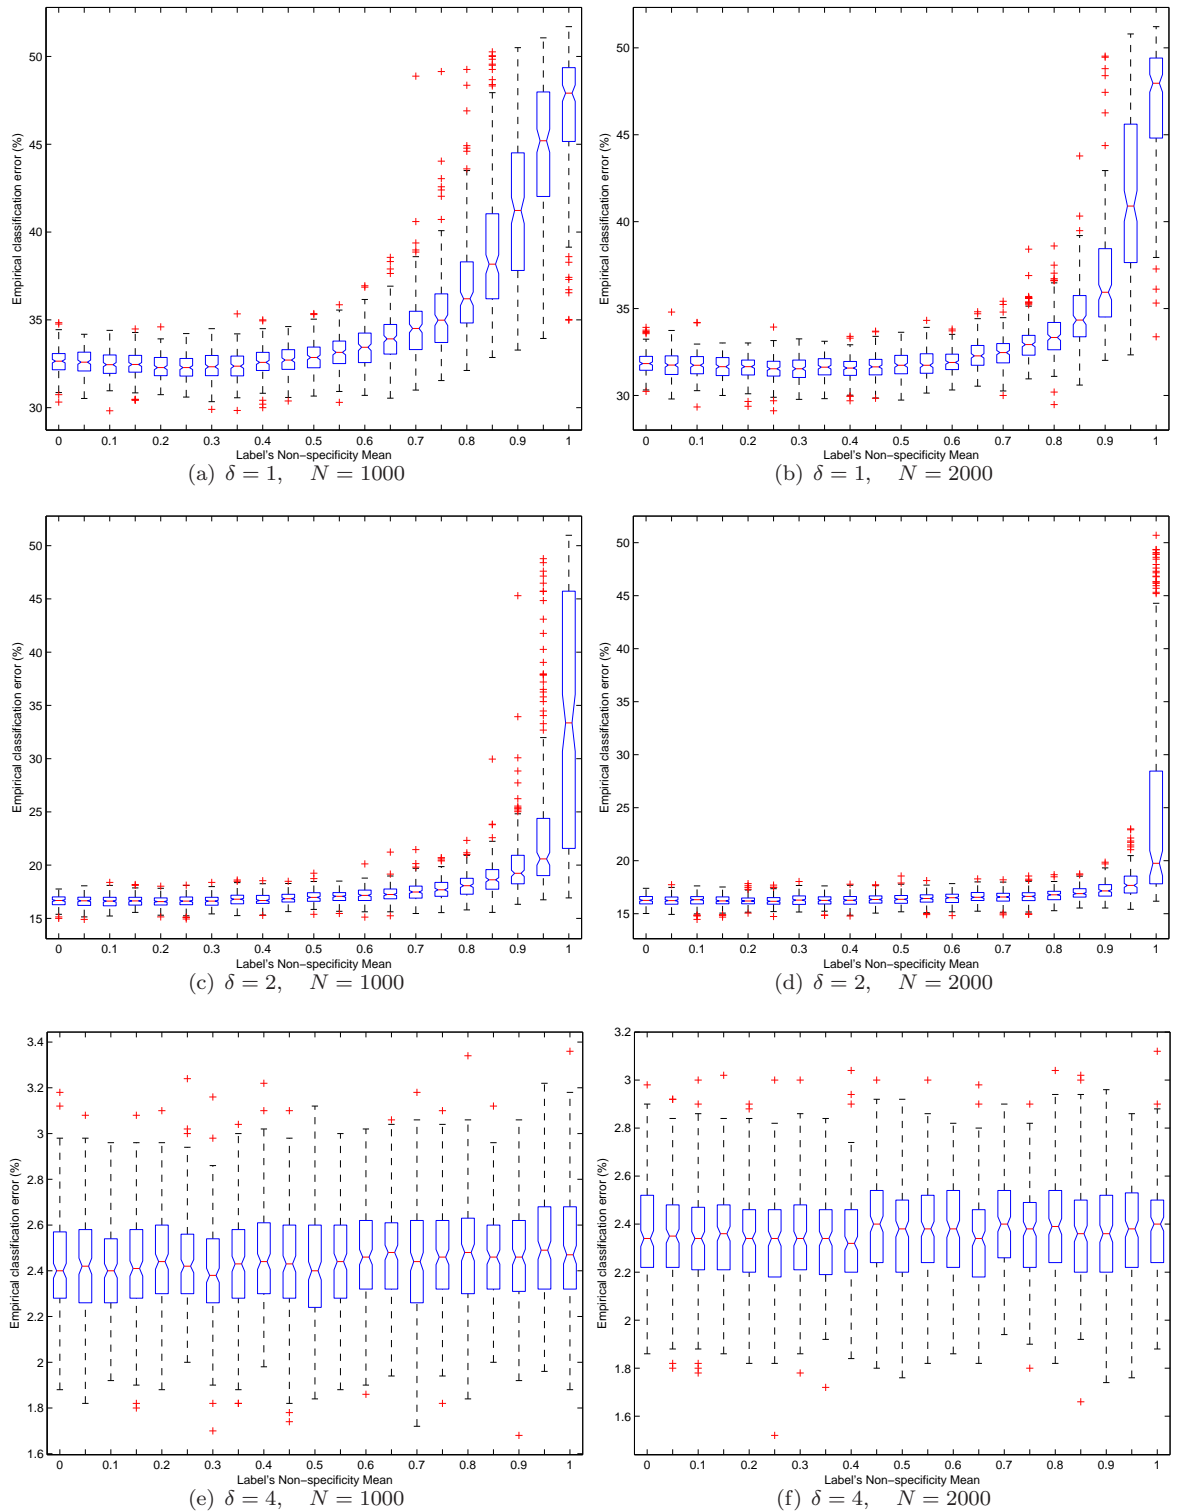 50
45
40
35
30
Empirical classification error (%)
0 0.1 0.2 0.3 0.4 0.5 0.6 0.7 0.8 0.9 1
Label's Non−specificity Mean
(a) δ = 1, N = 1000
50
45
40
35
30
Empirical classification error (%)
0 0.1 0.2 0.3 0.4 0.5 0.6 0.7 0.8 0.9 1
Label's Non−specificity Mean
(b) δ = 1, N = 2000
50
45
40
35
30
25
20
15
Empirical classification error (%)
0 0.1 0.2 0.3 0.4 0.5 0.6 0.7 0.8 0.9 1
Label's Non−specificity Mean
(c) δ = 2, N = 1000
50
45
40
35
30
25
20
15
Empirical classification error (%)
0 0.1 0.2 0.3 0.4 0.5 0.6 0.7 0.8 0.9 1
Label's Non−specificity Mean
(d) δ = 2, N = 2000
3.4
3.2
3
2.8
2.6
2.4
2.2
2
1.8
1.6
Empirical classification error (%)
0 0.1 0.2 0.3 0.4 0.5 0.6 0.7 0.8 0.9 1
Label's Non−specificity Mean
(e) δ = 4, N = 1000
3.2
3
2.8
2.6
2.4
2.2
2
1.8
1.6
Empirical classification error (%)
0 0.1 0.2 0.3 0.4 0.5 0.6 0.7 0.8 0.9 1
Label's Non−specificity Mean
(f) δ = 4, N = 2000